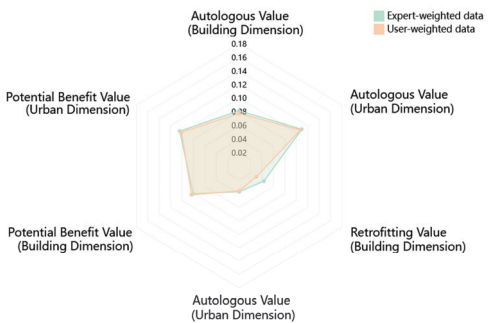 Autologous Value
(Building Dimension)
Expert-weighted data
User-weighted data
0.18
0.16
0.14
0.12
0.10
0.08
0.06
0.04
0.02
Potential Benefit Value
(Urban Dimension)
Autologous Value
(Urban Dimension)
Potential Benefit Value
(Building Dimension)
Retrofitting Value
(Building Dimension)
Autologous Value
(Urban Dimension)